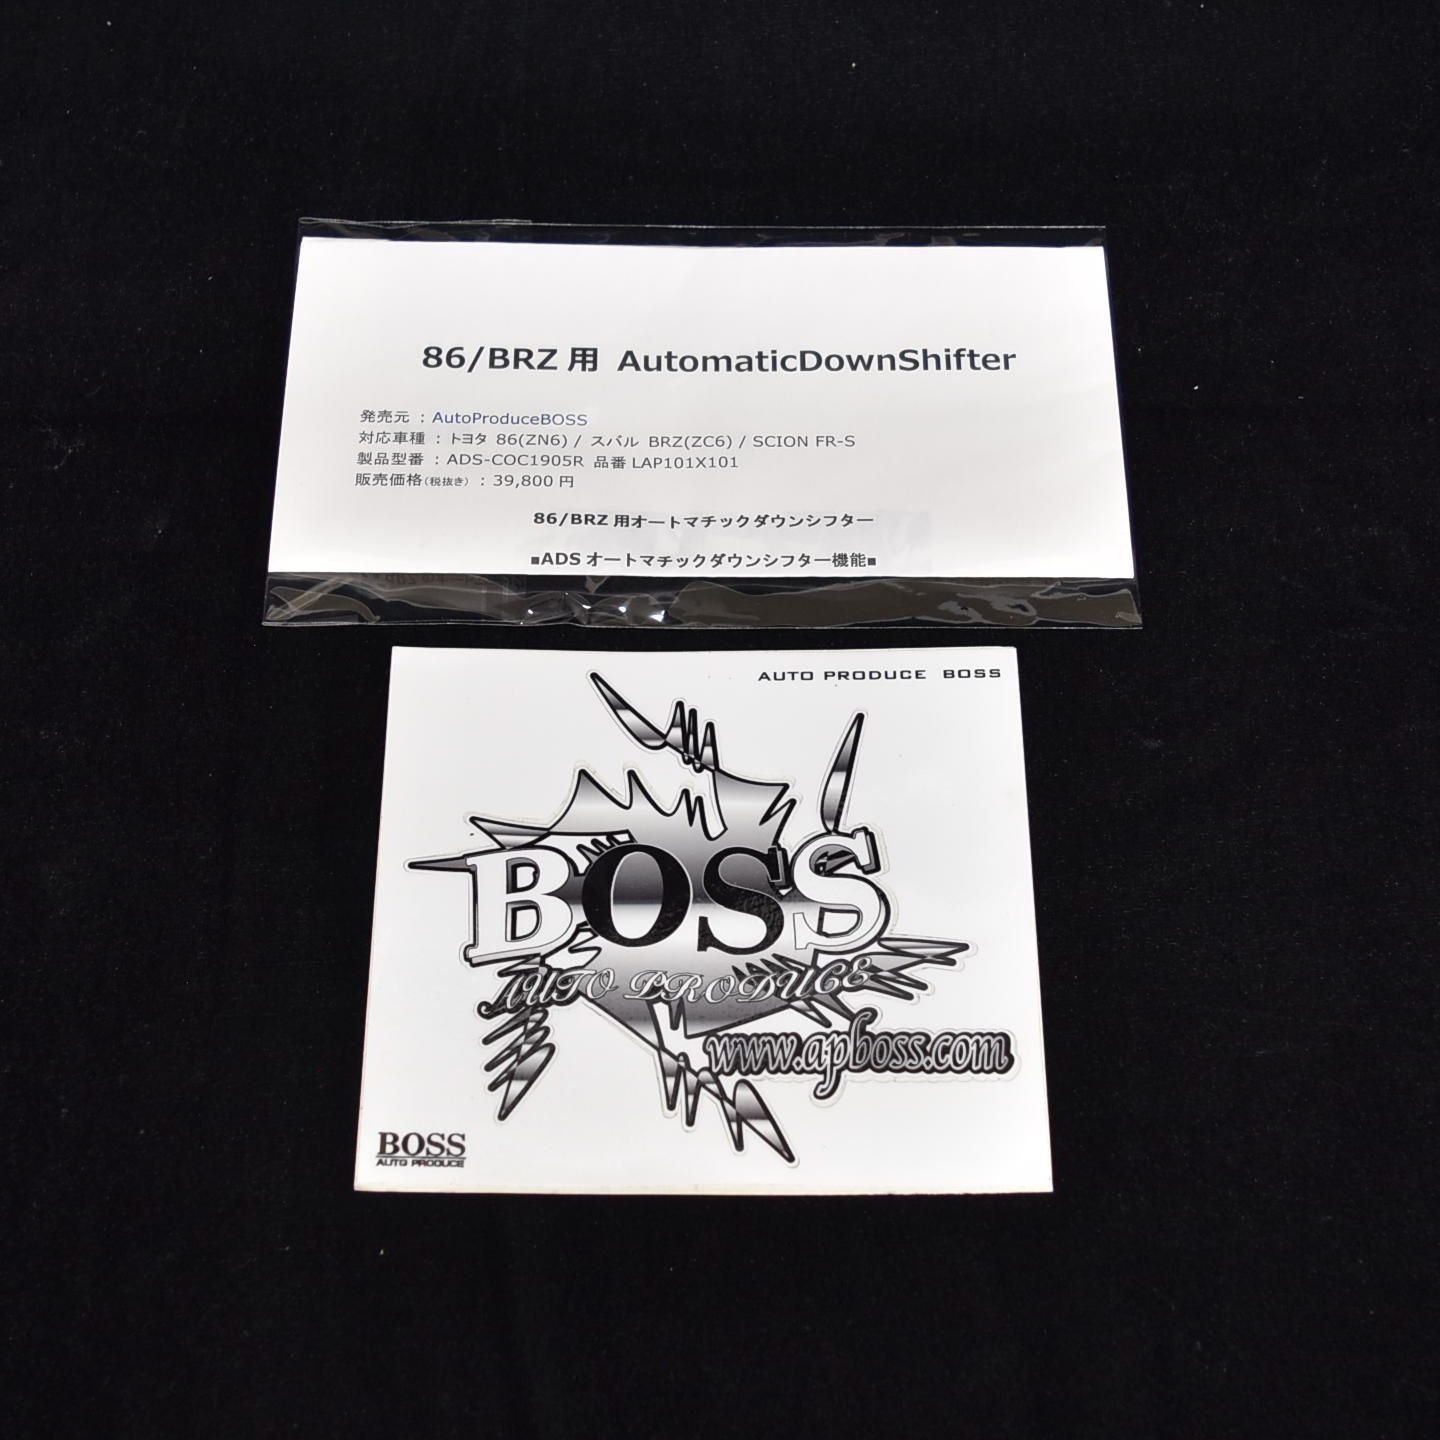 86/BRZ 用 AutomaticDownShifter
発売元 : AutoProduceBOSS
対応車種 : トヨタ 86(ZN6) / スバル BRZ(ZC6) / SCION FR-S
製品型番 : ADS-COC1905R 品番 LAP101X101
販売価格(税抜き) : 39,800 円
86/BRZ 用オートマチックダウンシフター
■ADS オートマチックダウンシフター機能■
AUTO PRODUCE BOSS
BOSS
AUTO PRODUCE
www.apboss.com
BOSS
AUTO PRODUCE